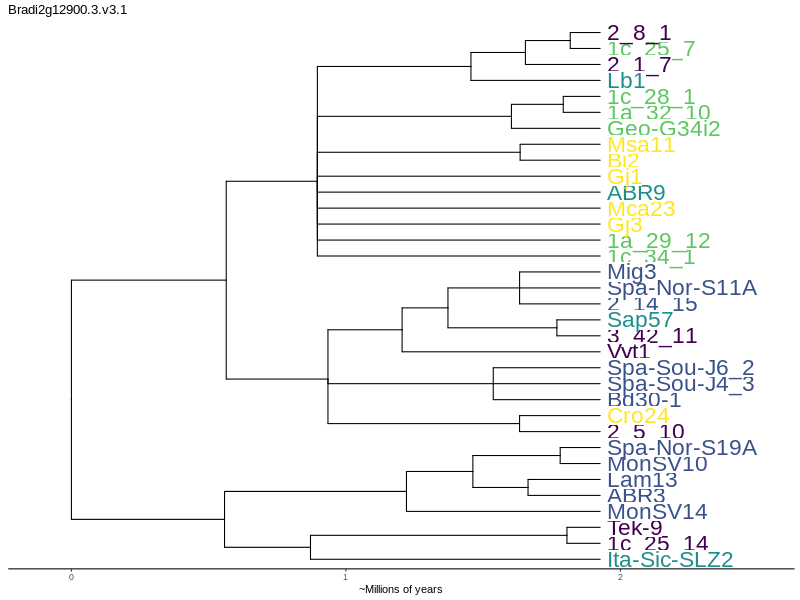 Bradi2g12900.3.v3.1
2_8_1
1c_25_7
2_1_7
Lb1
1c_28_1
1a_32_10
Geo-G34i2
Msa11
Bi2
Gj1
ABR9
Mca23
Gj3
1a_29_12
1c_34_1
Mig3
Spa-Nor-S11A
2_14_15
Sap57
3_42_11
Vvt1
Spa-Sou-J6_2
Spa-Sou-J4_3
Bd30-1
Cro24
2_5_10
Spa-Nor-S19A
MonSV10
Lam13
ABR3
MonSV14
Tek-9
1c_25_14
Ita-Sic-SLZ2
0 1 2
~Millions of years